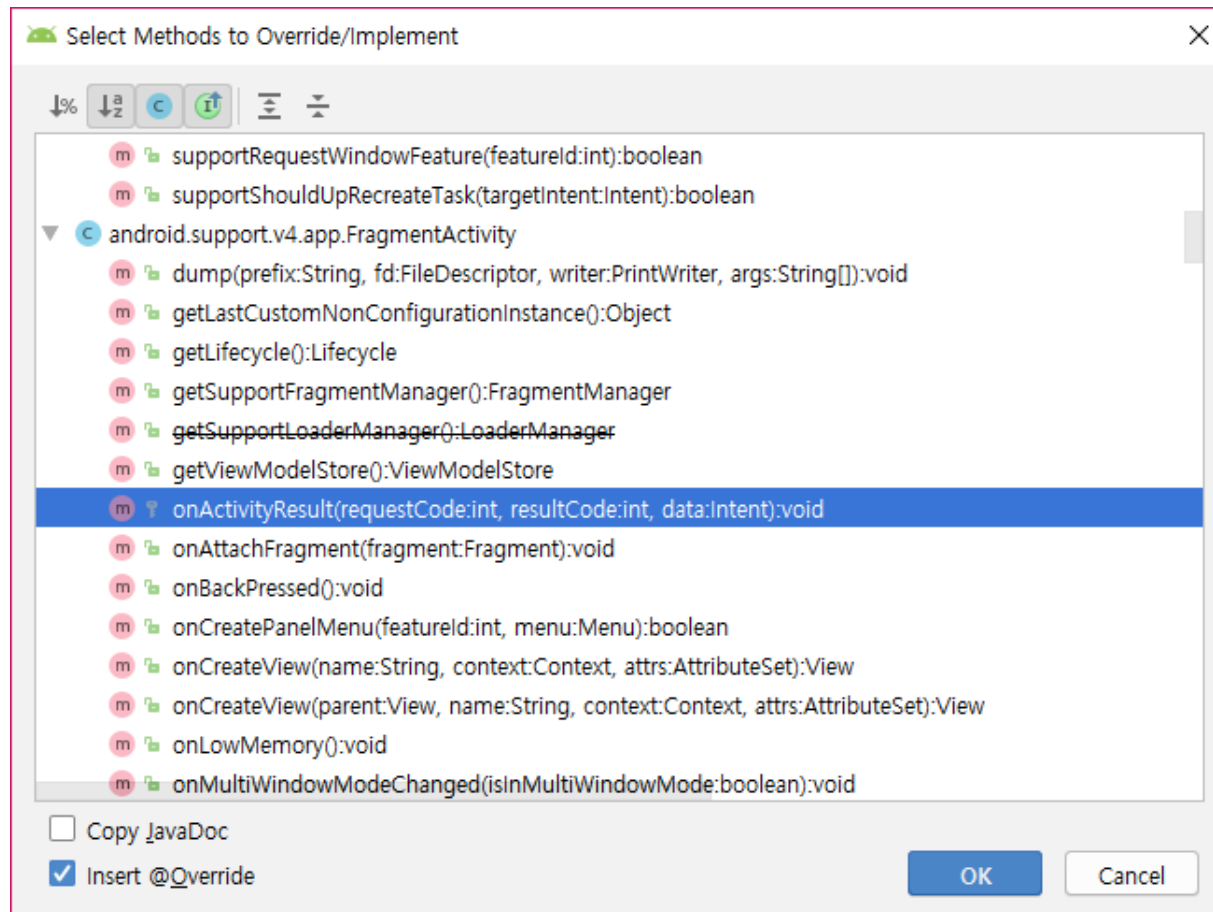 Select Methods to Override/Implement
supportRequestWindowFeature(featureId:int):boolean
supportShouldUpRecreateTask(targetIntent:Intent):boolean
android.support.v4.app.FragmentActivity
dump(prefix:String, fd:FileDescriptor, writer:PrintWriter, args:String[]):void
getLastCustomNonConfigurationInstance():Object
getLifecycle():Lifecycle
getSupportFragmentManager():FragmentManager
getSupportLoaderManager():LoaderManager
getViewModelStore():ViewModelStore
onActivityResult(requestCode:int, resultCode:int, data:Intent):void
onAttachFragment(fragment:Fragment):void
onBackPressed():void
onCreatePanelMenu(featureId:int, menu:Menu):boolean
onCreateView(name:String, context:Context, attrs:AttributeSet):View
onCreateView(parent:View, name:String, context:Context, attrs:AttributeSet):View
onLowMemory():void
onMultiWindowModeChanged(isInMultiWindowMode:boolean):void
Copy JavaDoc
Insert @Override
OK Cancel